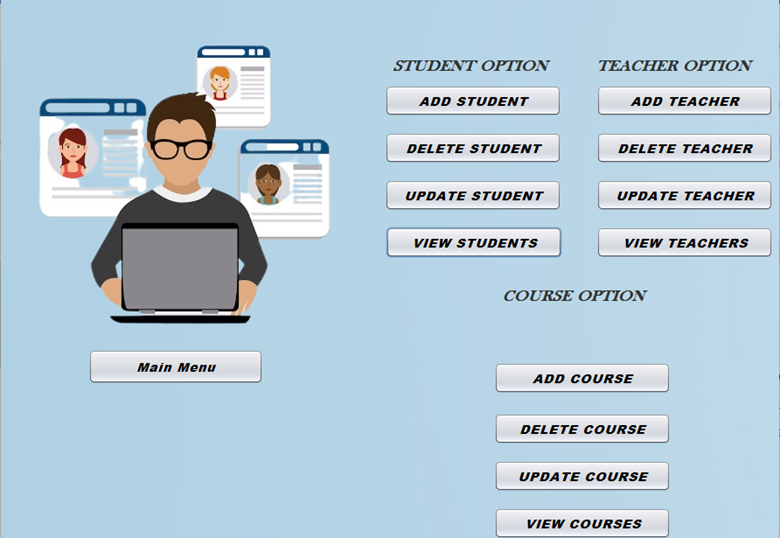 STUDENT OPTION
ADD STUDENT
DELETE STUDENT
UPDATE STUDENT
VIEW STUDENTS
TEACHER OPTION
ADD TEACHER
DELETE TEACHER
UPDATE TEACHER
VIEW TEACHERS
COURSE OPTION
ADD COURSE
DELETE COURSE
UPDATE COURSE
VIEW COURSES
Main Menu